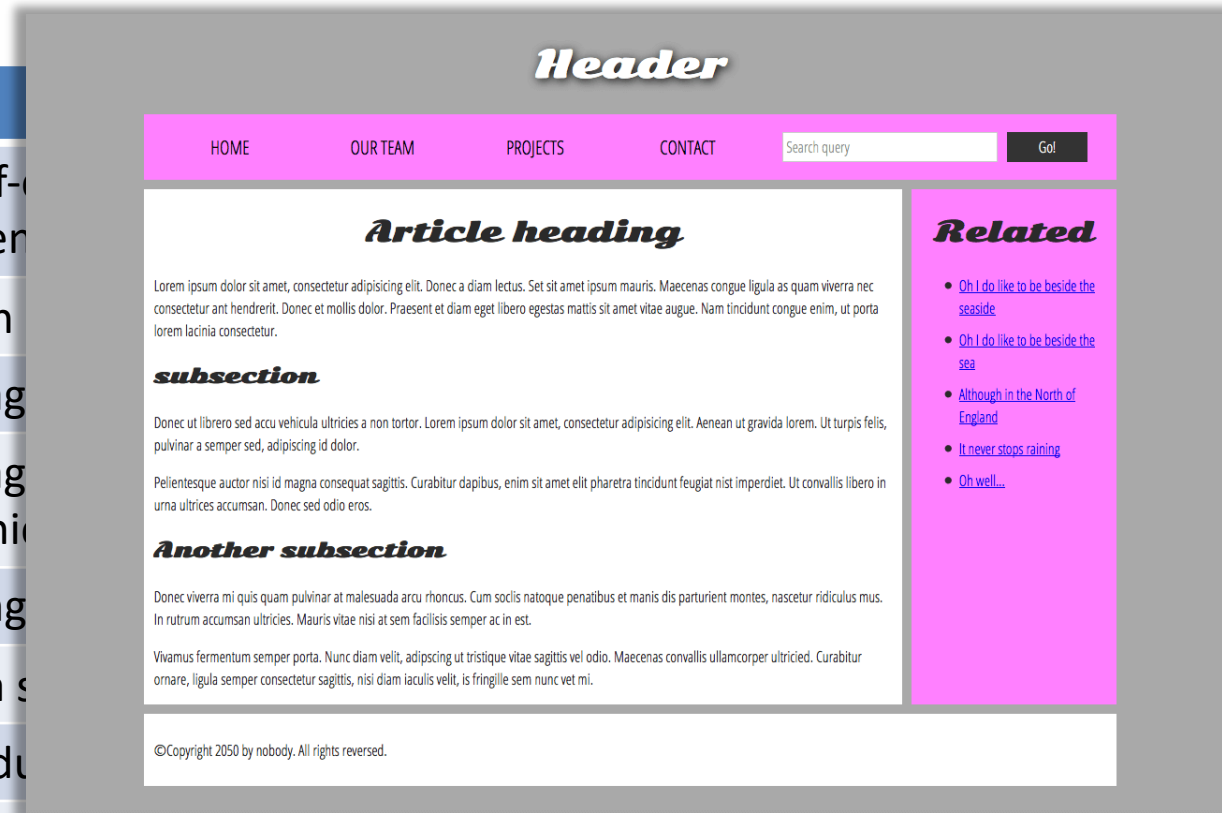 Header
HOME OUR TEAM PROJECTS CONTACT Search query Go!
Article heading
Lorem ipsum dolor sit amet, consectetur adipisicing elit. Donec a diam lectus. Set sit amet ipsum mauris. Maecenas congue ligula as quam viverra nec
consectetur ant hendrerit. Donec et mollis dolor. Praesent et diam eget libero egestas mattis sit amet vitae augue. Nam tincidunt congue enim, ut porta
lorem lacinia consectetur.
subsection
Donec ut librero sed accu vehicula ultricies a non tortor. Lorem ipsum dolor sit amet, consectetur adipisicing elit. Aenean ut gravida lorem. Ut turpis felis,
pulvinar a semper sed, adipiscing id dolor.
Pelientesque auctor nisi id magna consequat sagittis. Curabitur dapibus, enim sit amet elit pharetra tincidunt feugiat nist imperdiet. Ut convallis libero in
urna ultrices accumsan. Donec sed odio eros.
Another subsection
Donec viverra mi quis quam pulvinar at malesuada arcu rhoncus. Cum soclis natoque penatibus et manis dis parturient montes, nascetur ridiculus mus.
In rutrum accumsan ultricies. Mauris vitae nisi at sem facilisis semper ac in est.
Vivamus fermentum semper porta. Nunc diam velit, adipscing ut tristique vitae sagittis vel odio. Maecenas convallis ullamcorper ultricied. Curabitur
ornare, ligula semper consectetur sagittis, nisi diam iaculis velit, is fringille sem nunc vet mi.
Related
Oh I do like to be beside the
seaside
Oh I do like to be beside the
sea
Although in the North of
England
It never stops raining
Oh well...
©Copyright 2050 by nobody. All rights reversed.